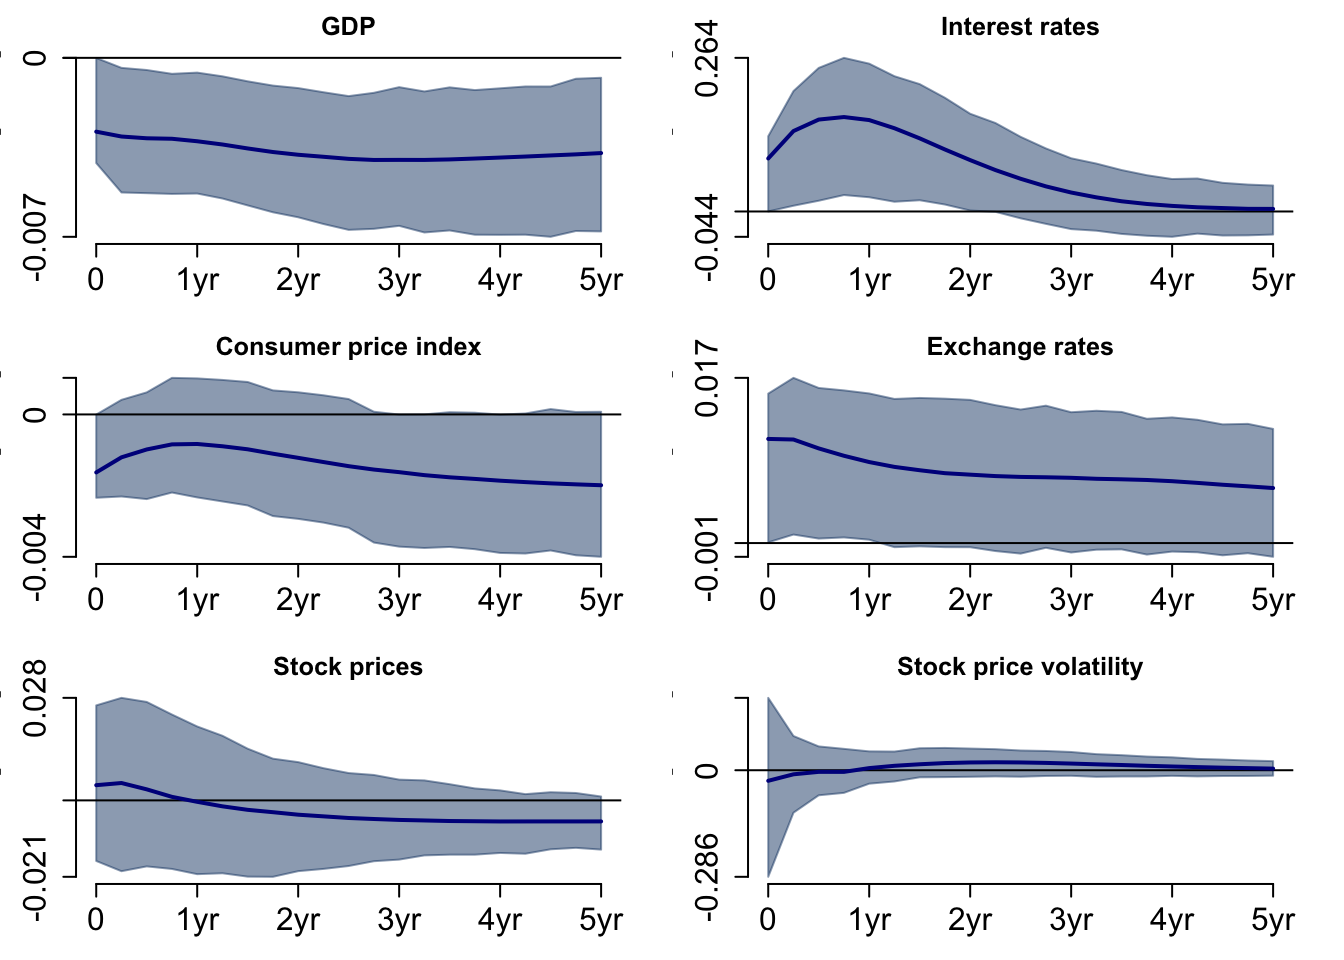 GDP
0
-0.007
0 1yr 2yr 3yr 4yr 5yr
Interest rates
0.264
-0.044
0 1yr 2yr 3yr 4yr 5yr
Consumer price index
0
-0.004
0 1yr 2yr 3yr 4yr 5yr
Exchange rates
0.017
-0.001
0 1yr 2yr 3yr 4yr 5yr
Stock prices
0.028
-0.021
0 1yr 2yr 3yr 4yr 5yr
Stock price volatility
0
-0.286
0 1yr 2yr 3yr 4yr 5yr